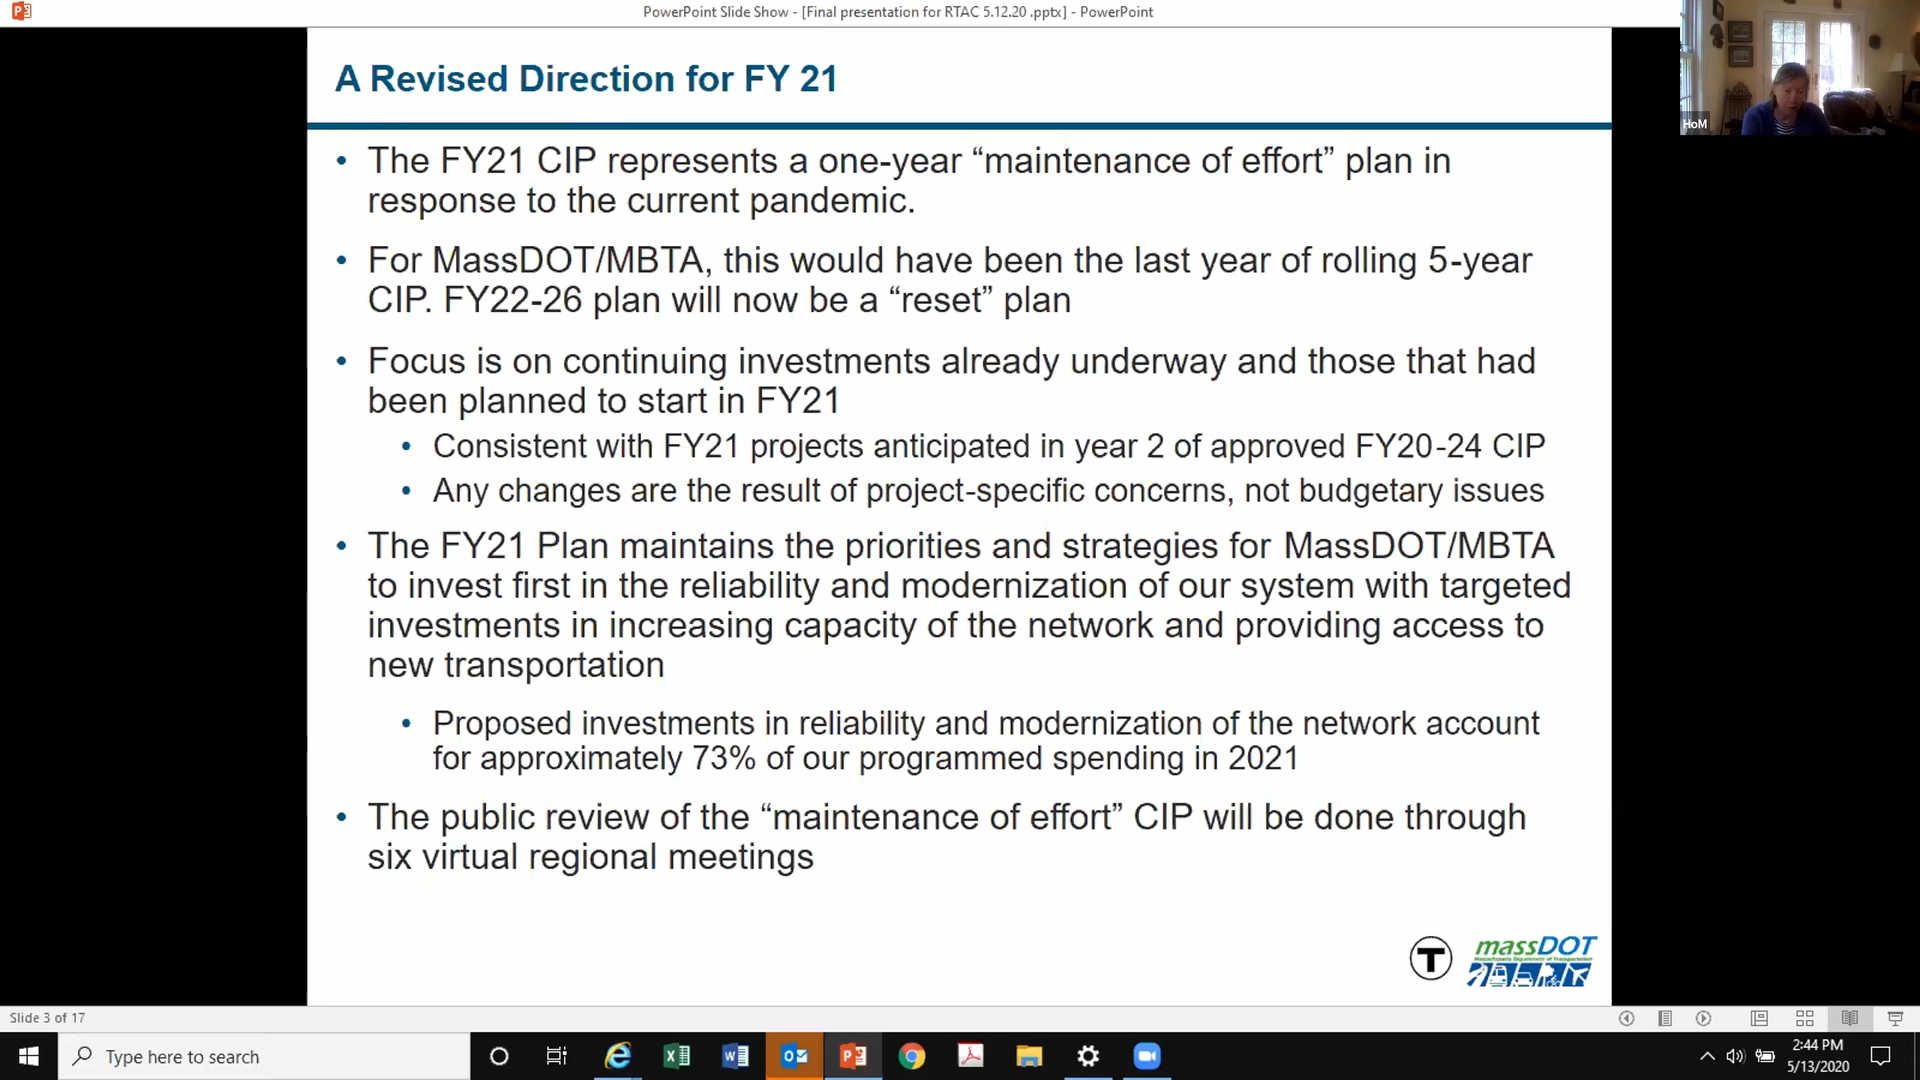 PowerPoint Slide Show - [Final presentation for RTAC 5.12.20 .pptx] - PowerPoint
HoM
A Revised Direction for FY 21
• The FY21 CIP represents a one-year “maintenance of effort” plan in
response to the current pandemic.
• For MassDOT/MBTA, this would have been the last year of rolling 5-year
CIP. FY22-26 plan will now be a “reset” plan
• Focus is on continuing investments already underway and those that had
been planned to start in FY21
• Consistent with FY21 projects anticipated in year 2 of approved FY20-24 CIP
• Any changes are the result of project-specific concerns, not budgetary issues
• The FY21 Plan maintains the priorities and strategies for MassDOT/MBTA
to invest first in the reliability and modernization of our system with targeted
investments in increasing capacity of the network and providing access to
new transportation
• Proposed investments in reliability and modernization of the network account
for approximately 73% of our programmed spending in 2021
• The public review of the “maintenance of effort” CIP will be done through
six virtual regional meetings
T
massDOT
Massachusetts Department of Transportation
Slide 3 of 17
Type here to search
2:44 PM
5/13/2020